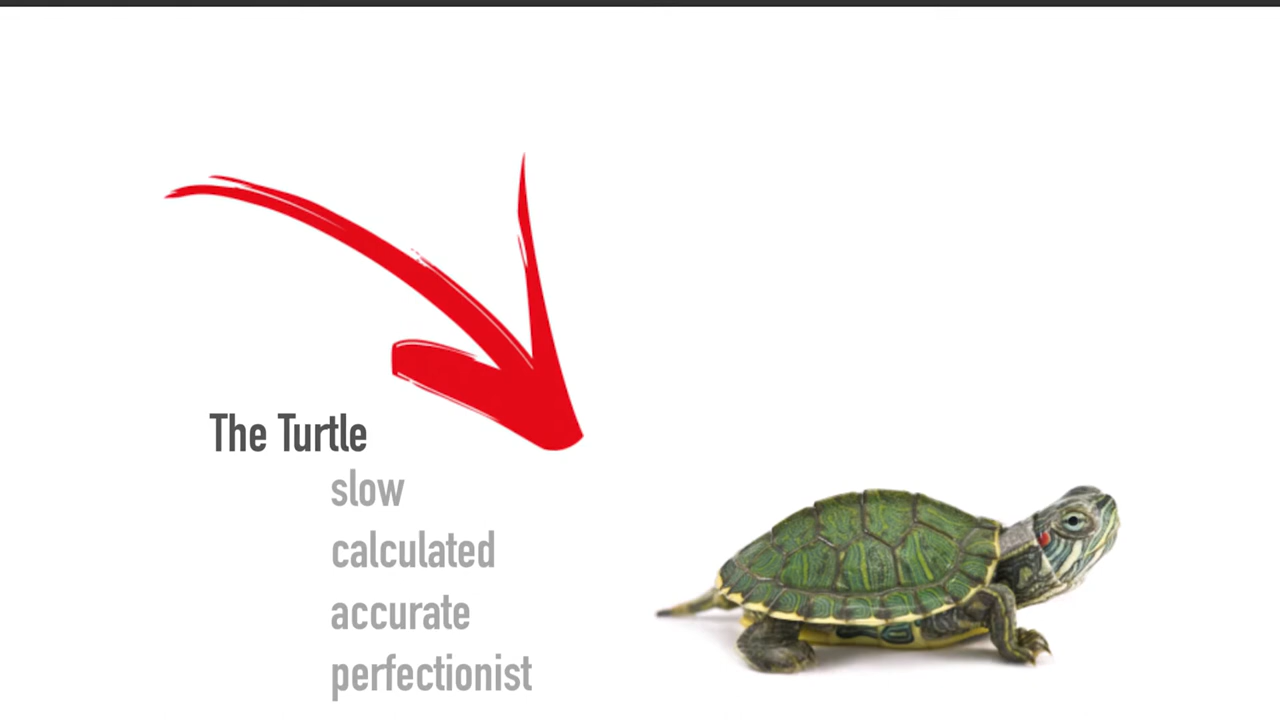 The Turtle
slow
calculated
accurate
perfectionist